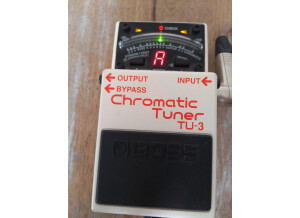 A
←OUTPUT INPUT←
←BYPASS
Chromatic
Tuner
TU-3
BOSS